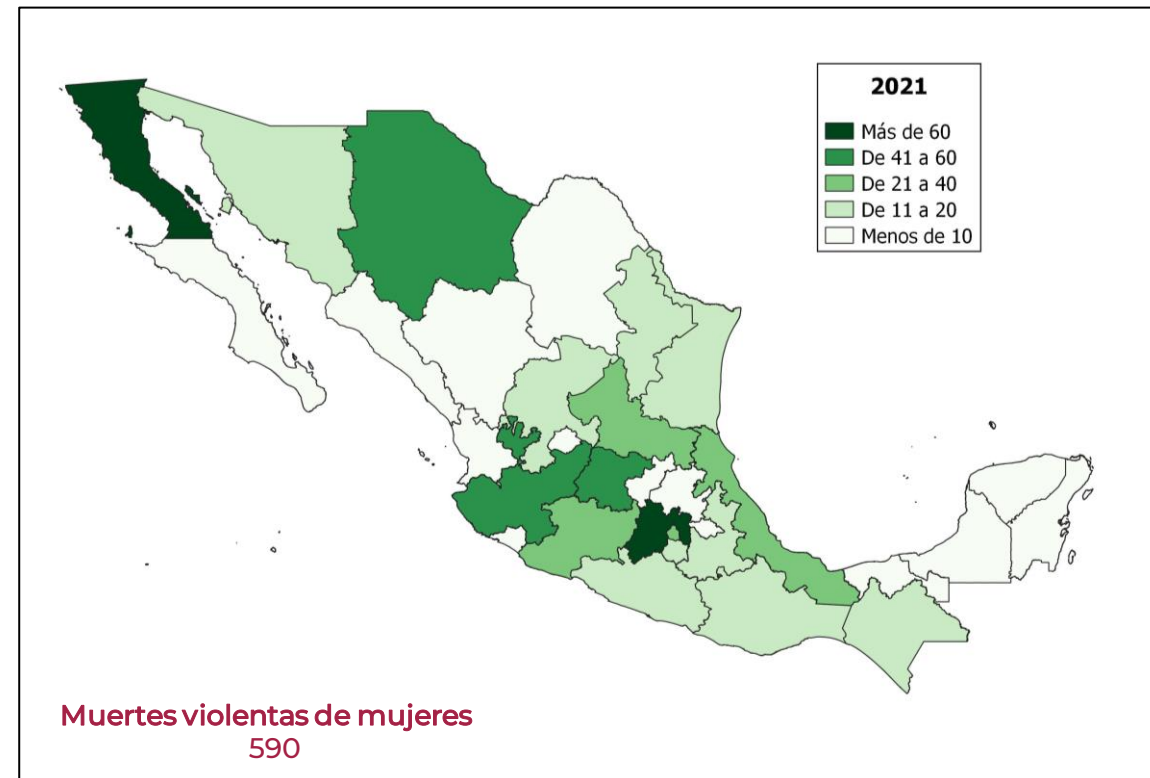 2021
Más de 60
De 41 a 60
De 21 a 40
De 11 a 20
Menos de 10
Muertes violentas de mujeres
590